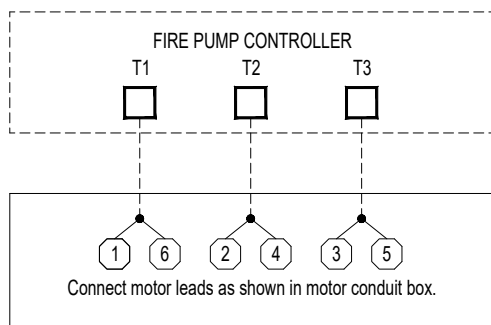 FIRE PUMP CONTROLLER
T1 T2 T3
1 6 2 4 3 5
Connect motor leads as shown in motor conduit box.